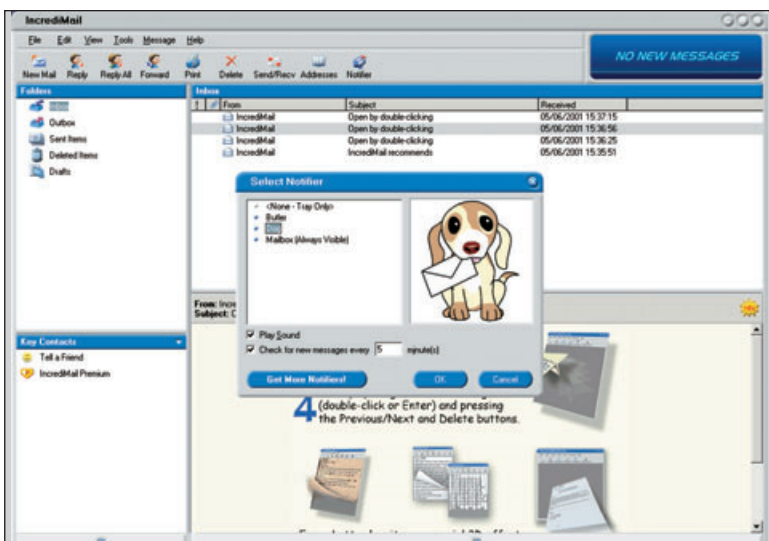 IncrediMail
File Edit View Tools Message Help
New Mail Reply Reply All Forward Print Delete Send/Recv Addresses Notifier
NO NEW MESSAGES
Folders
Inbox
Outbox
Sent Items
Deleted Items
Drafts
Inbox
! From Subject Received
IncrediMail Open by double-clicking 05/06/2001 15:37:15
IncrediMail Open by double-clicking 05/06/2001 15:36:56
IncrediMail Open by double-clicking 05/06/2001 15:36:25
IncrediMail IncrediMail recommends 05/06/2001 15:35:51
Select Notifier
<None - Tray Only>
Butler
Dog
Mailbox (Always Visible)
Play Sound
Check for new messages every 5 minute(s)
Get More Notifiers! OK Cancel
From: Incre
Subject: O
Key Contacts
Tell a Friend
IncrediMail Premium
4 (double-click or Enter) and pressing
the Previous/Next and Delete buttons.